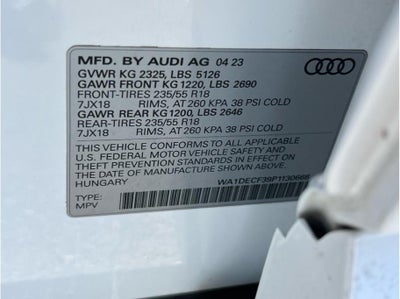 MFD. BY AUDI AG 04 23
GVWR KG 2325, LBS 5126
GAWR FRONT KG 1220, LBS 2690
FRONT-TIRES 235/55 R18
7JX18 RIMS, AT 260 KPA 38 PSI COLD
GAWR REAR KG1200, LBS 2646
REAR-TIRES 235/55 R18
7JX18 RIMS, AT 260 KPA 38 PSI COLD
THIS VEHICLE CONFORMS TO ALL APPLICABLE
U.S. FEDERAL MOTOR VEHICLE SAFETY AND
THEFT PREVENTION STANDARDS IN EFFECT ON
THE DATE OF MANUFACTURE SHOWN ABOVE
HUNGARY
TYPE:
MPV